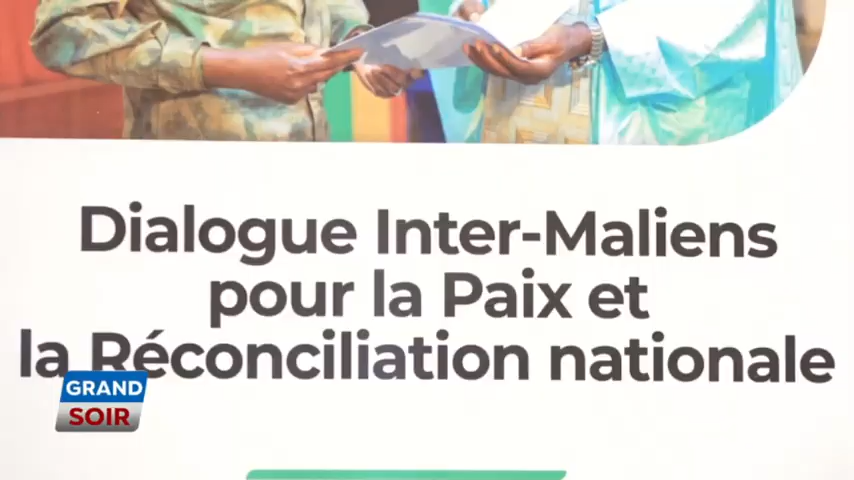 Dialogue Inter-Maliens
pour la Paix et
la Réconciliation nationale
GRAND
SOIR